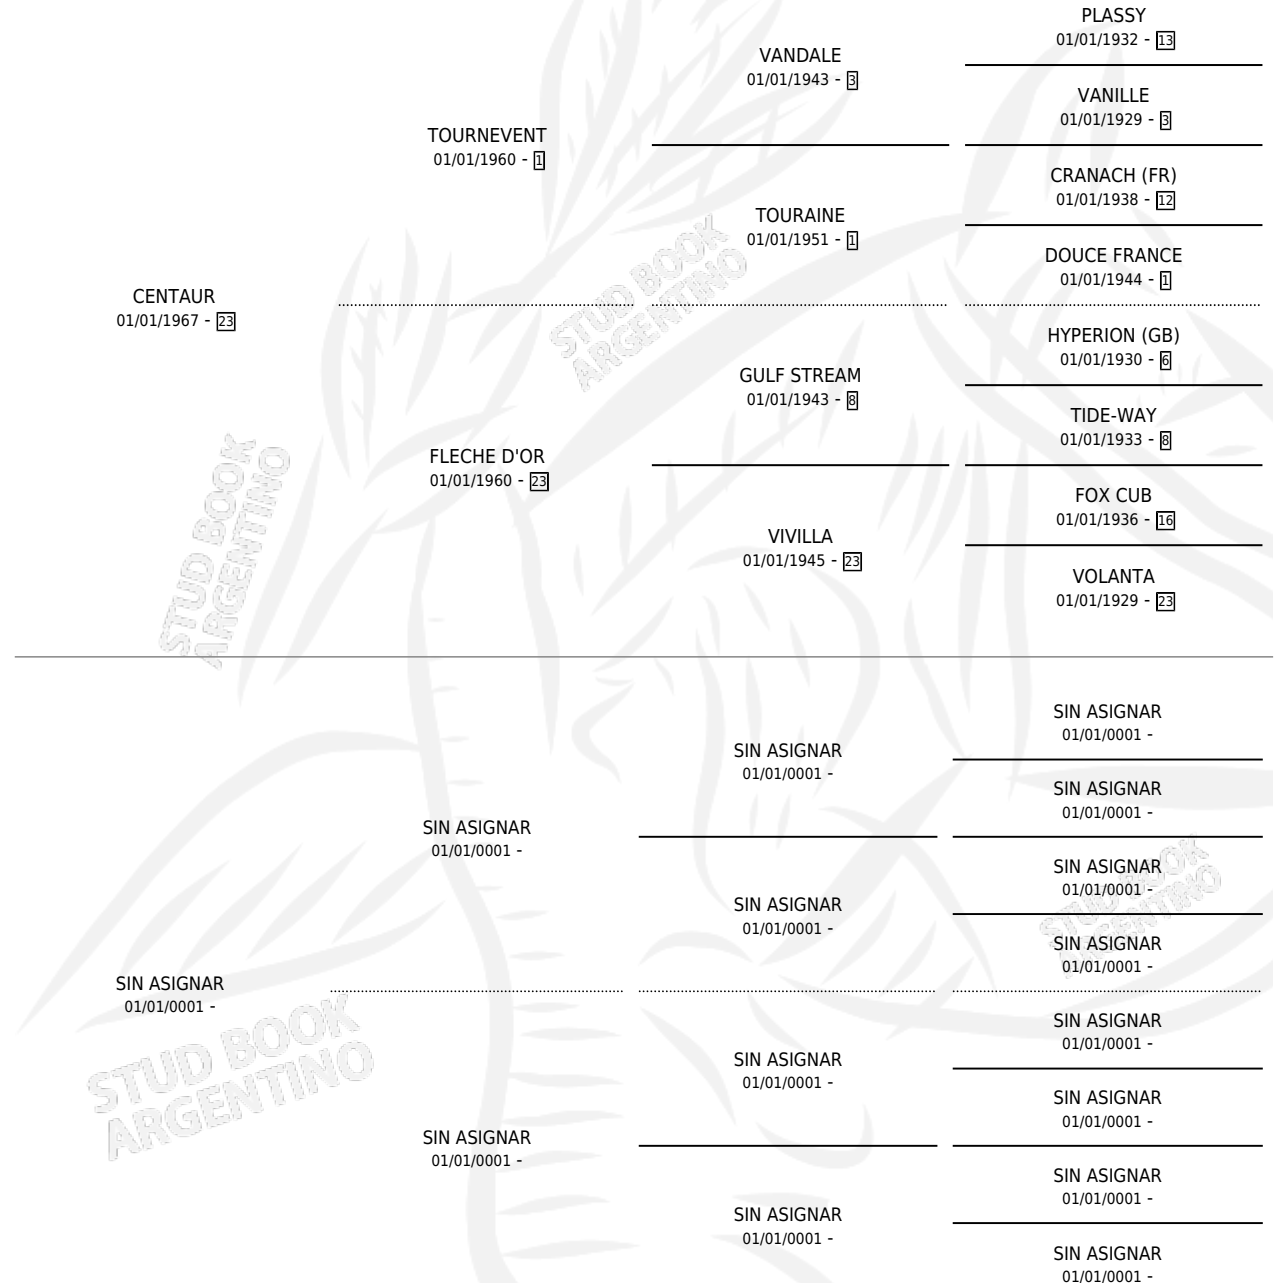 PLASSY
01/01/1932 - 13
VANDALE
01/01/1943 - 3
VANILLE
01/01/1929 - 3
TOURNEVENT
01/01/1960 - 1
CRANACH (FR)
01/01/1938 - 12
TOURAINE
01/01/1951 - 1
DOUCE FRANCE
01/01/1944 - 1
CENTAUR
01/01/1967 - 23
HYPERION (GB)
01/01/1930 - 6
GULF STREAM
01/01/1943 - 8
TIDE-WAY
01/01/1933 - 8
FLECHE D'OR
01/01/1960 - 23
FOX CUB
01/01/1936 - 16
VIVILLA
01/01/1945 - 23
VOLANTA
01/01/1929 - 23
SIN ASIGNAR
01/01/0001 -
SIN ASIGNAR
01/01/0001 -
SIN ASIGNAR
01/01/0001 -
SIN ASIGNAR
01/01/0001 -
SIN ASIGNAR
01/01/0001 -
SIN ASIGNAR
01/01/0001 -
SIN ASIGNAR
01/01/0001 -
SIN ASIGNAR
01/01/0001 -
SIN ASIGNAR
01/01/0001 -
SIN ASIGNAR
01/01/0001 -
SIN ASIGNAR
01/01/0001 -
SIN ASIGNAR
01/01/0001 -
SIN ASIGNAR
01/01/0001 -
SIN ASIGNAR
01/01/0001 -
SIN ASIGNAR
01/01/0001 -
STUD BOOK
ARGENTINO
STUD BOOK
ARGENTINO
STUD BOOK
ARGENTINO
STUD BOOK
ARGENTINO